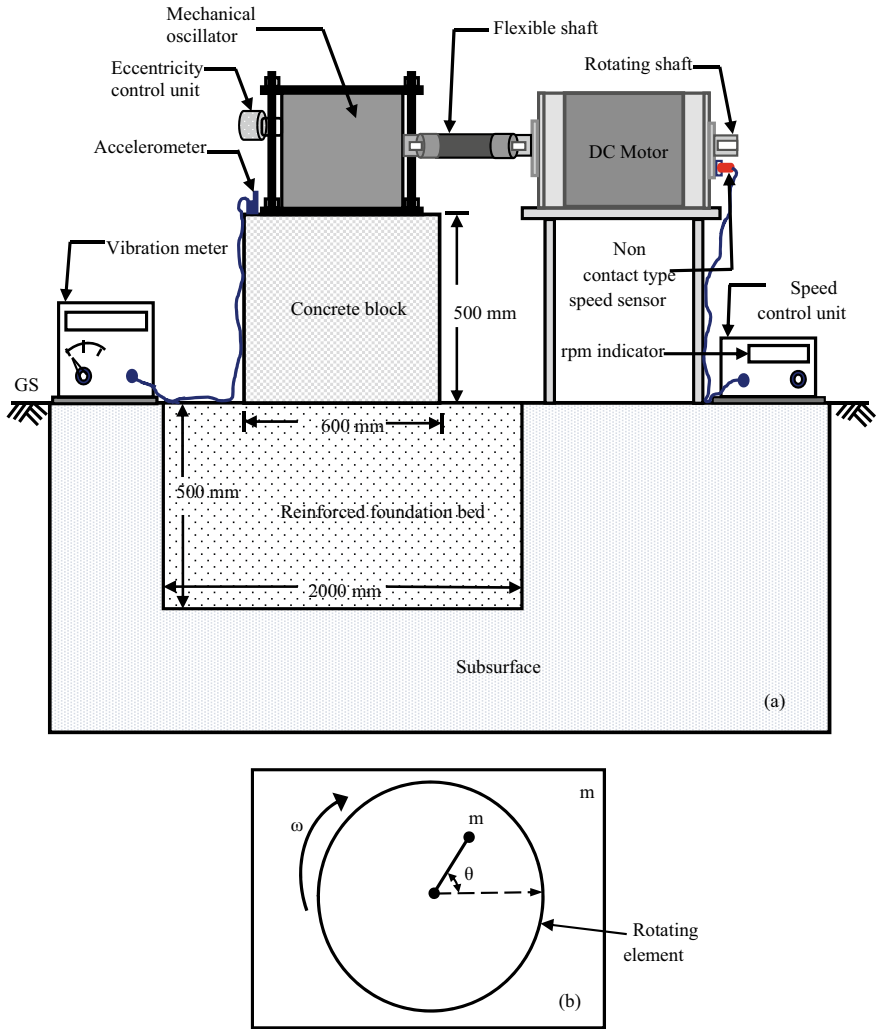 Mechanical
oscillator
Flexible shaft
Eccentricity
control unit
Rotating shaft
Accelerometer
DC Motor
Vibration meter
Non
contact type
speed sensor
Concrete block
500 mm
Speed
control unit
rpm indicator
GS
600 mm
500 mm
Reinforced foundation bed
2000 mm
Subsurface
(a)
m
m
ω
θ
Rotating
element
(b)